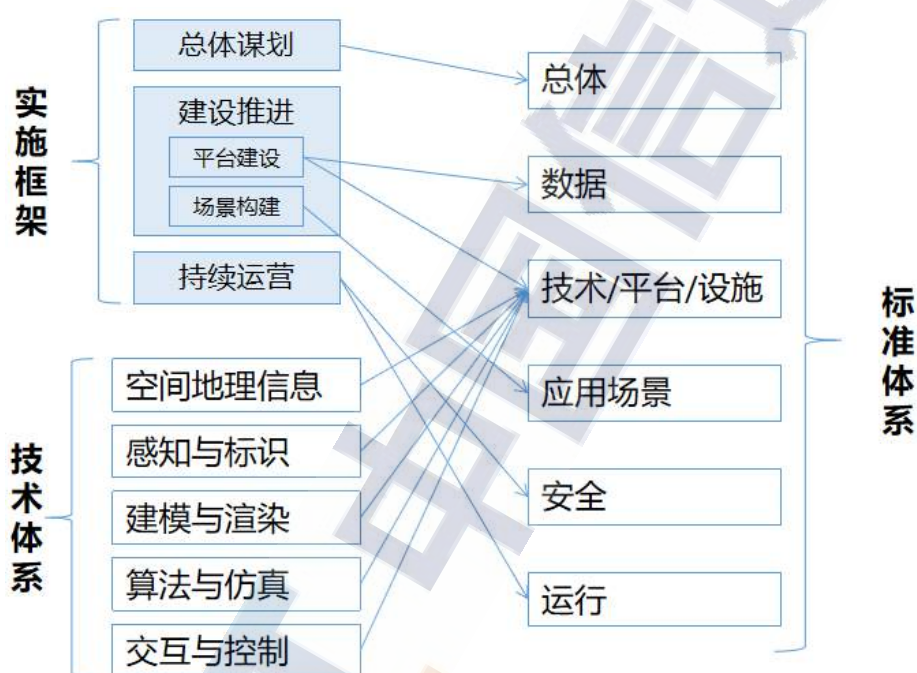 实施框架
总体谋划
建设推进
平台建设
场景构建
持续运营
技术体系
空间地理信息
感知与标识
建模与渲染
算法与仿真
交互与控制
总体
数据
技术/平台/设施
应用场景
安全
运行
标准体系
中国信通